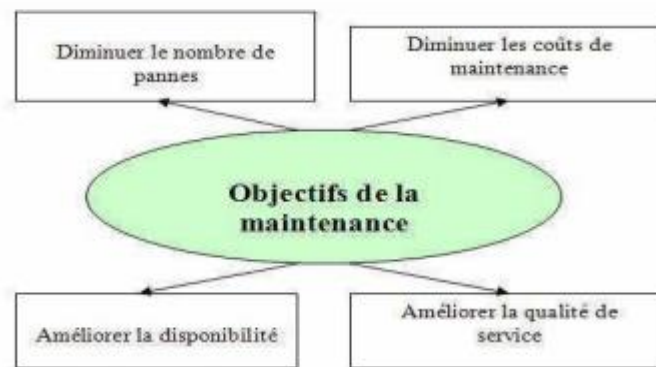 Diminuer le nombre de
pannes
Diminuer les coûts de
maintenance
Objectifs de la
maintenance
Améliorer la disponibilité
Améliorer la qualité de
service